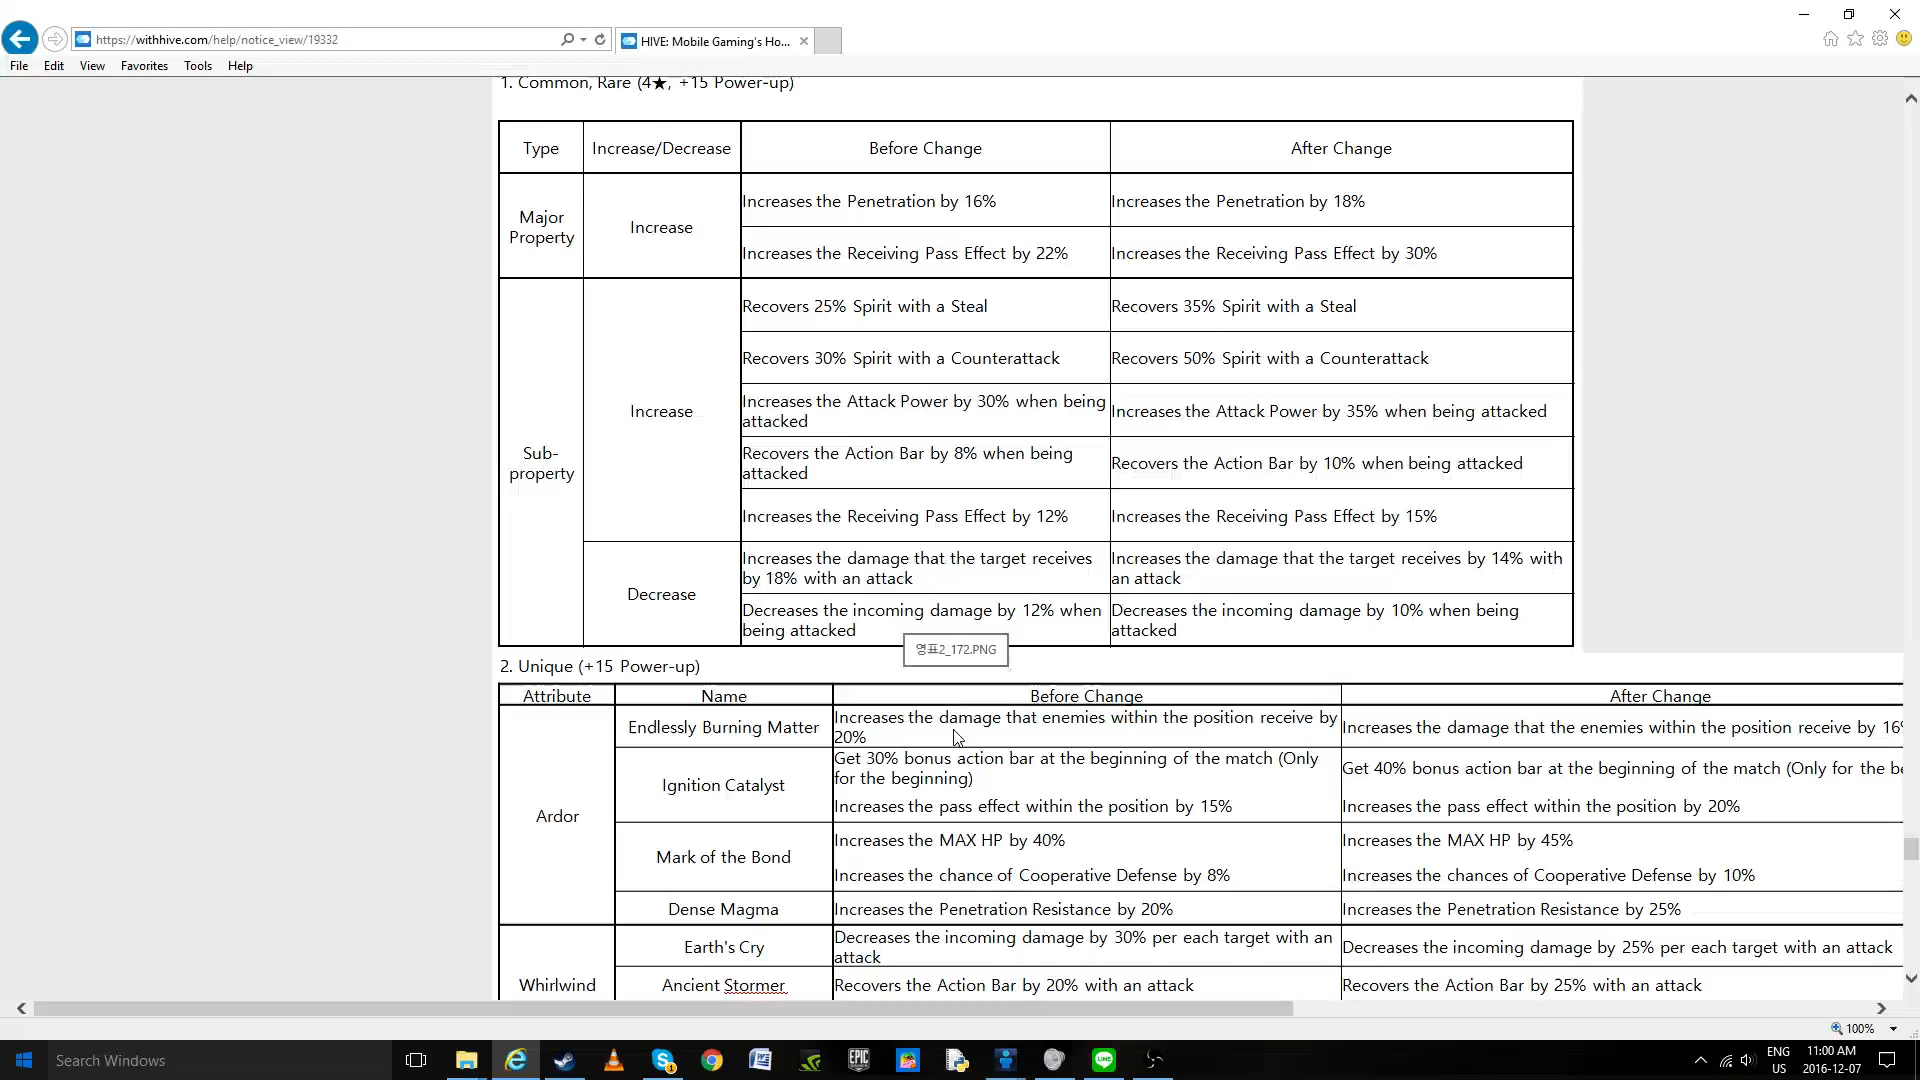 https://withhive.com/help/notice_view/19332
HIVE: Mobile Gaming's Ho...
File Edit View Favorites Tools Help
1. Common, Rare (4★, +15 Power-up)
Type Increase/Decrease Before Change After Change
Major
Property
Increase
Increases the Penetration by 16% Increases the Penetration by 18%
Increases the Receiving Pass Effect by 22% Increases the Receiving Pass Effect by 30%
Sub-
property
Increase
Recovers 25% Spirit with a Steal Recovers 35% Spirit with a Steal
Recovers 30% Spirit with a Counterattack Recovers 50% Spirit with a Counterattack
Increases the Attack Power by 30% when being
attacked
Increases the Attack Power by 35% when being attacked
Recovers the Action Bar by 8% when being
attacked
Recovers the Action Bar by 10% when being attacked
Increases the Receiving Pass Effect by 12% Increases the Receiving Pass Effect by 15%
Decrease
Increases the damage that the target receives
by 18% with an attack
Increases the damage that the target receives by 14% with
an attack
Decreases the incoming damage by 12% when
being attacked
Decreases the incoming damage by 10% when being
attacked
명표2_172.PNG
2. Unique (+15 Power-up)
Attribute Name Before Change After Change
Ardor
Endlessly Burning Matter
Increases the damage that enemies within the position receive by
20%
Increases the damage that the enemies within the position receive by 16%
Ignition Catalyst
Get 30% bonus action bar at the beginning of the match (Only
for the beginning)
Get 40% bonus action bar at the beginning of the match (Only for the be
Increases the pass effect within the position by 15% Increases the pass effect within the position by 20%
Mark of the Bond
Increases the MAX HP by 40% Increases the MAX HP by 45%
Increases the chance of Cooperative Defense by 8% Increases the chances of Cooperative Defense by 10%
Dense Magma Increases the Penetration Resistance by 20% Increases the Penetration Resistance by 25%
Whirlwind
Earth's Cry
Decreases the incoming damage by 30% per each target with an
attack
Decreases the incoming damage by 25% per each target with an attack
Ancient Stormer Recovers the Action Bar by 20% with an attack Recovers the Action Bar by 25% with an attack
100%
Search Windows
EPIC
GAMES
LINE
ENG
US
11:00 AM
2016-12-07